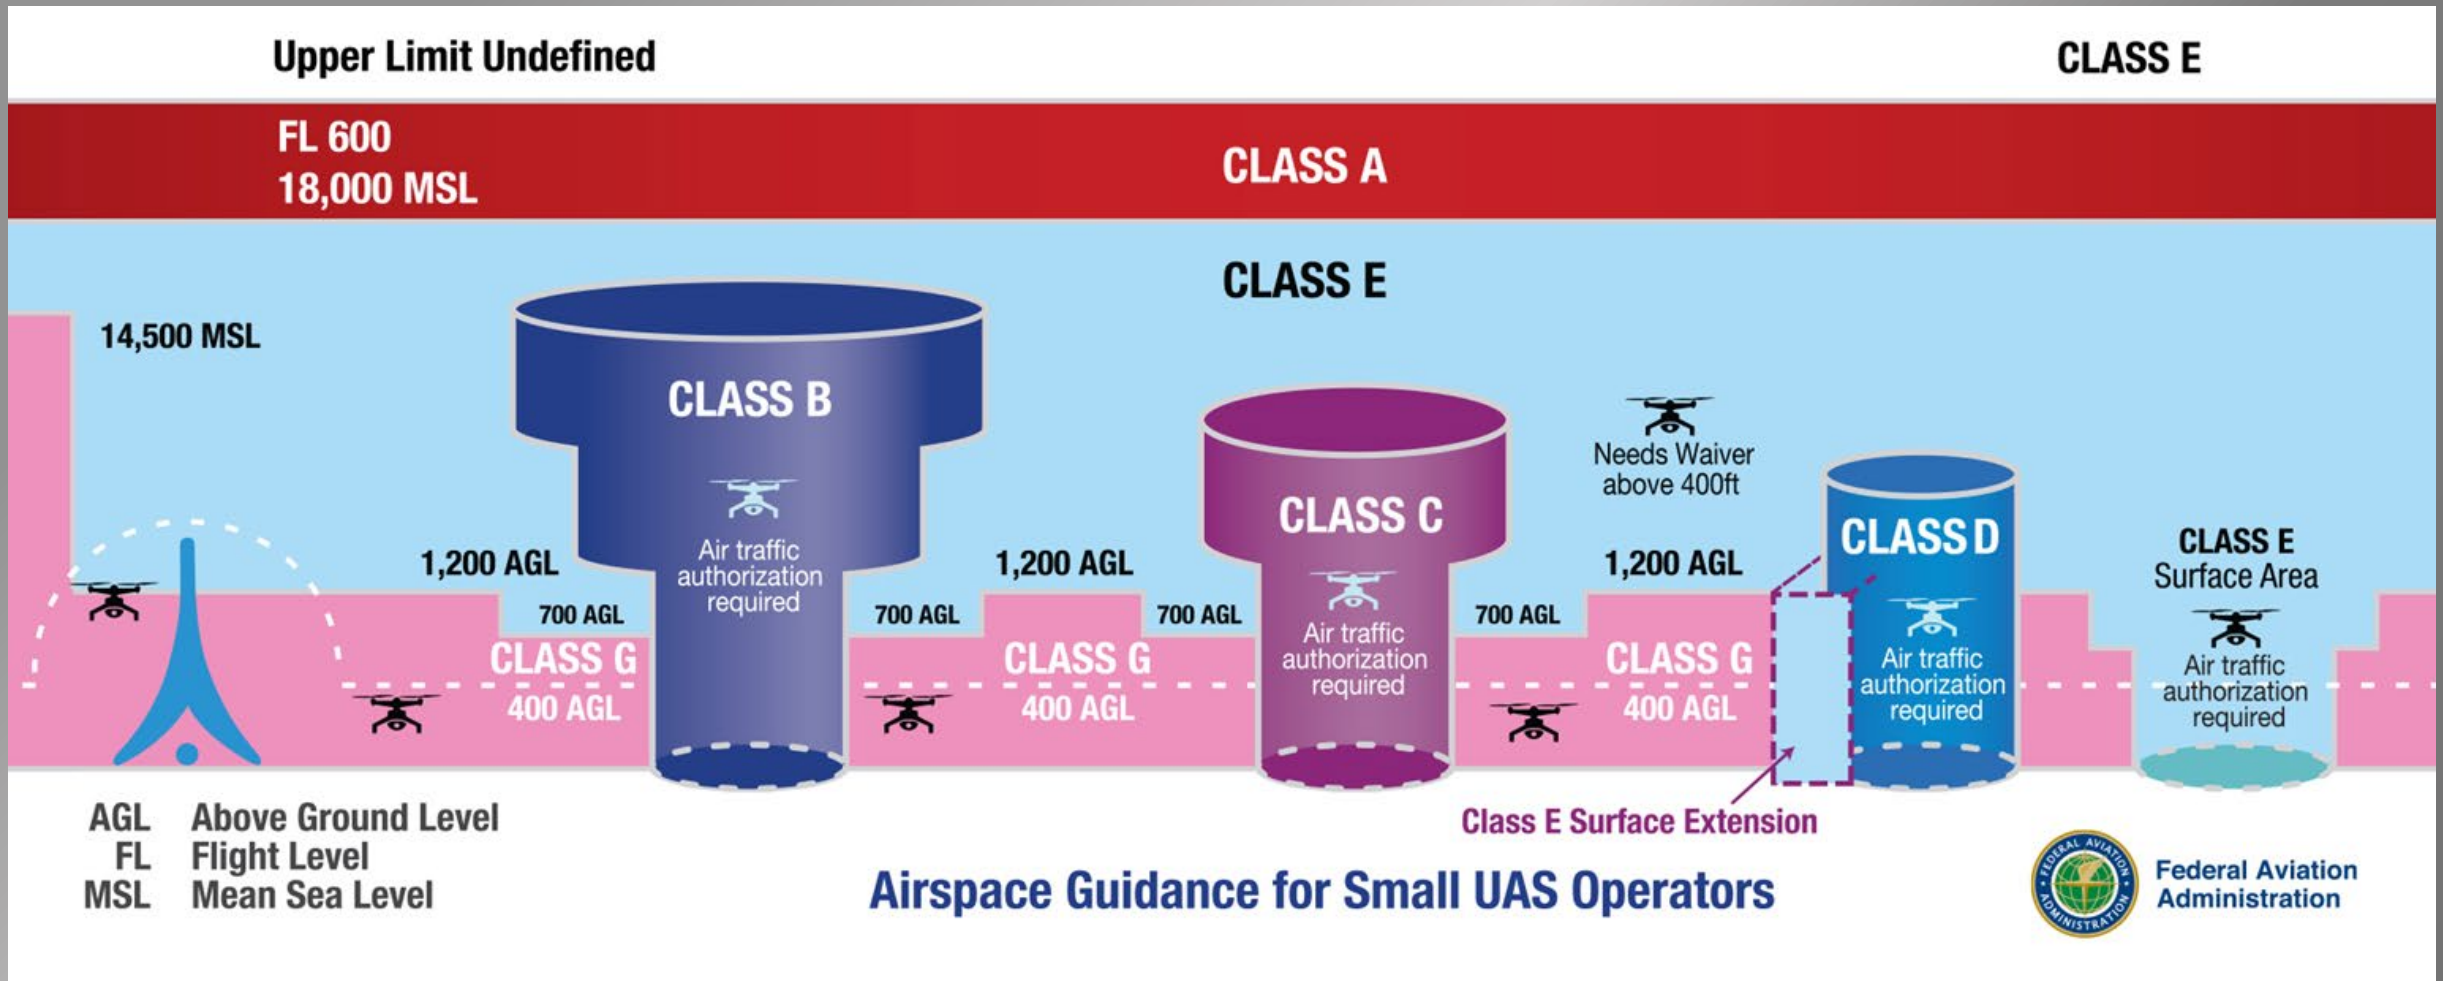 Upper Limit Undefined
CLASS E
FL 600
18,000 MSL
CLASS A
CLASS E
14,500 MSL
CLASS B
Air traffic
authorization
required
CLASS C
Air traffic
authorization
required
Needs Waiver
above 400ft
CLASS D
Air traffic
authorization
required
CLASS E
Surface Area
Air traffic
authorization
required
1,200 AGL
700 AGL
CLASS G
400 AGL
700 AGL
1,200 AGL
CLASS G
400 AGL
700 AGL
700 AGL
1,200 AGL
CLASS G
400 AGL
Class E Surface Extension
AGL Above Ground Level
FL Flight Level
MSL Mean Sea Level
Airspace Guidance for Small UAS Operators
FEDERAL AVIATION
ADMINISTRATION
Federal Aviation
Administration